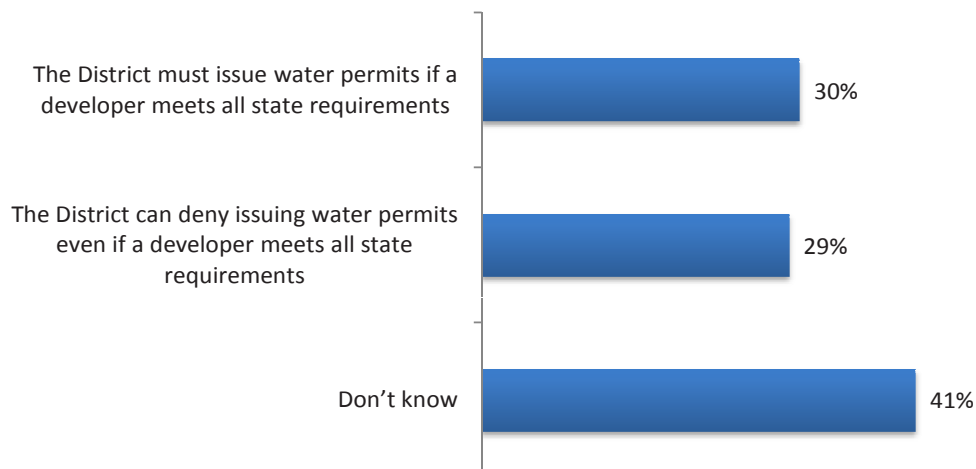 The District must issue water permits if a
developer meets all state requirements
30%
The District can deny issuing water permits
even if a developer meets all state
requirements
29%
Don’t know
41%